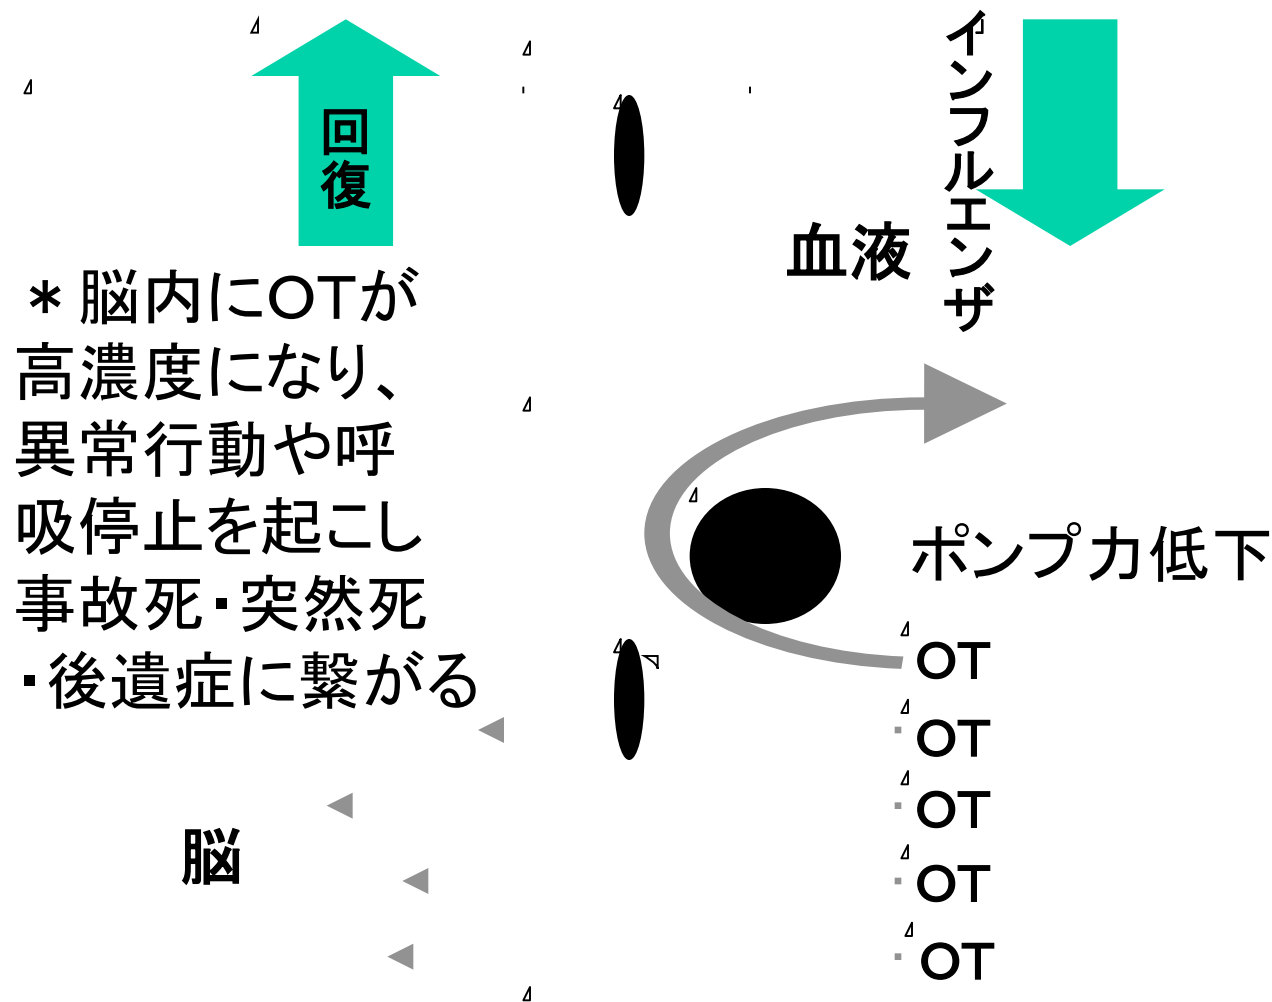 回復
インフルエンザ
血液
＊脳内にOTが
高濃度になり、
異常行動や呼
吸停止を起こし
事故死・突然死
・後遺症に繋がる
ポンプ力低下
OT
OT
OT
OT
OT
脳